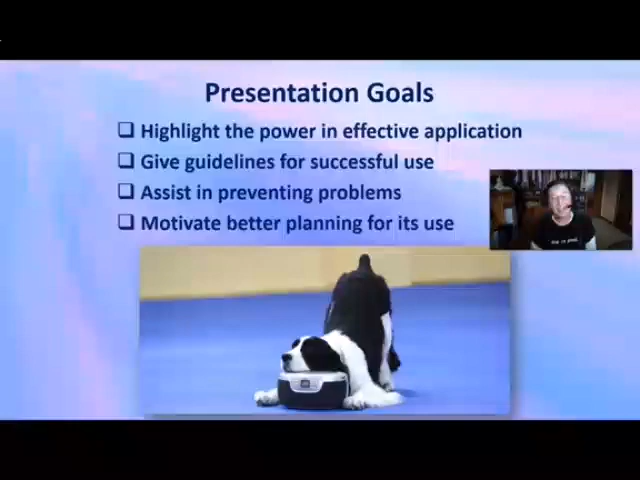 Presentation Goals
Highlight the power in effective application
Give guidelines for successful use
Assist in preventing problems
Motivate better planning for its use